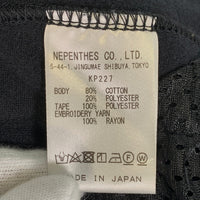 NEPENTHES CO., LTD.
5-44-1, JINGUMAE SHIBUYA, TOKYO
KP227
BODY 80% COTTON
20% POLYESTER
TAPE 100% POLYESTER
EMBROIDERY YARN
100% RAYON
MADE IN JAPAN